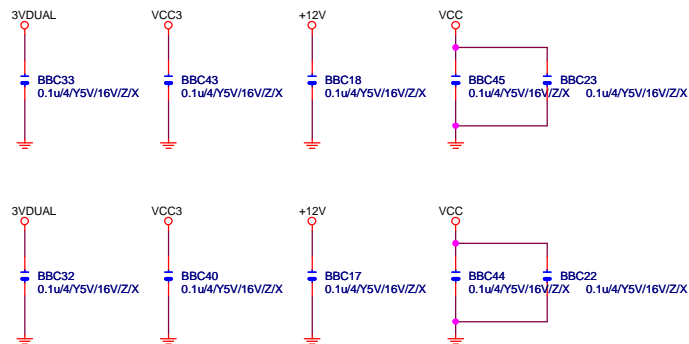 3VDUAL VCC3 +12V VCC
BBC33 BBC43 BBC18 BBC45 BBC23
0.1u/4/Y5V/16V/Z/X 0.1u/4/Y5V/16V/Z/X 0.1u/4/Y5V/16V/Z/X 0.1u/4/Y5V/16V/Z/X 0.1u/4/Y5V/16V/Z/X
3VDUAL VCC3 +12V VCC
BBC32 BBC40 BBC17 BBC44 BBC22
0.1u/4/Y5V/16V/Z/X 0.1u/4/Y5V/16V/Z/X 0.1u/4/Y5V/16V/Z/X 0.1u/4/Y5V/16V/Z/X 0.1u/4/Y5V/16V/Z/X